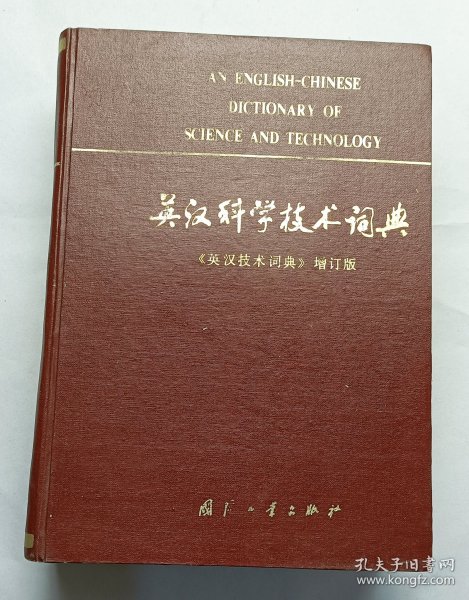 AN ENGLISH-CHINESE
DICTIONARY OF
SCIENCE AND TECHNOLOGY
英汉科学技术词典
《英汉技术词典》增订版
国防工业出版社
孔夫子旧书网
www.kongfz.com